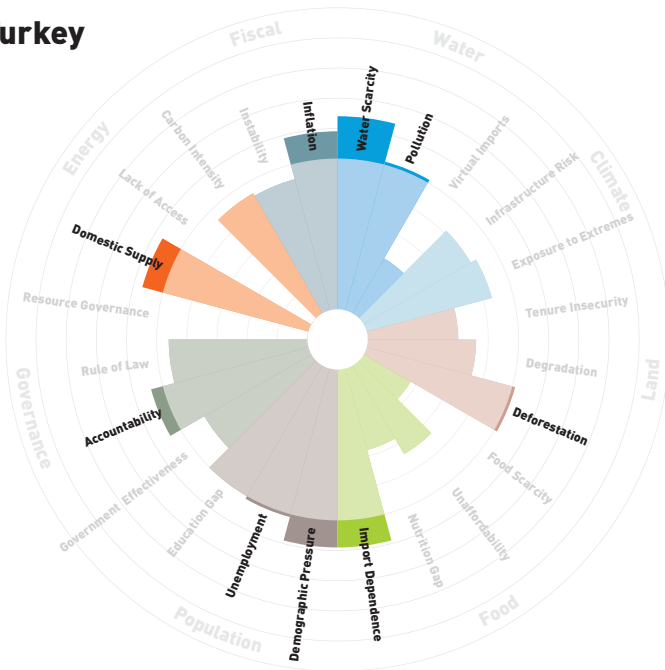 urkey
Fiscal
Water
Climate
Land
Food
Population
Governance
Energy
Water Scarcity
Pollution
Virtual Imports
Infrastructure Risk
Exposure to Extremes
Tenure Insecurity
Degradation
Deforestation
Food Scarcity
Unaffordability
Nutrition Gap
Import Dependence
Demographic Pressure
Unemployment
Education Gap
Government Effectiveness
Accountability
Rule of Law
Resource Governance
Domestic Supply
Lack of Access
Carbon Intensity
Instability
Inflation